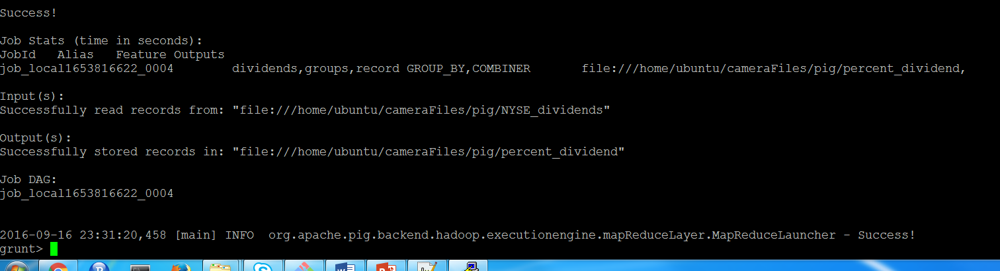 Success!
Job Stats (time in seconds):
JobId   Alias   Feature Outputs
job_local1653816622_0004        dividends,groups,record GROUP_BY,COMBINER       file:///home/ubuntu/cameraFiles/pig/percent_dividend,
Input(s):
Successfully read records from: "file:///home/ubuntu/cameraFiles/pig/NYSE_dividends"
Output(s):
Successfully stored records in: "file:///home/ubuntu/cameraFiles/pig/percent_dividend"
Job DAG:
job_local1653816622_0004
2016-09-16 23:31:20,458 [main] INFO  org.apache.pig.backend.hadoop.executionengine.mapReduceLayer.MapReduceLauncher - Success!
grunt>